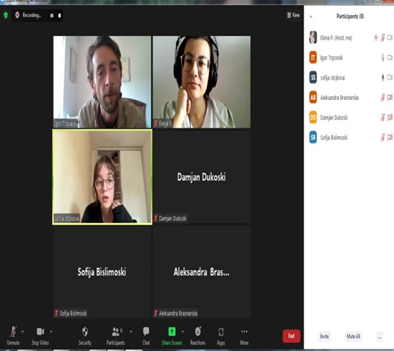 Recording...
View
Participants (6)
Elena P. (Host, me)
Igor Trpceski
sofija stojkova
Aleksandra Brasnarska
Damjan Dukoski
Sofija Bislimoski
Igor Trpceski
Elena P.
sofija stojkova
Damjan Dukoski
Damjan Dukoski
Sofija Bislimoski
Sofija Bislimoski
Aleksandra Bras...
Aleksandra Brasnarska
Unmute
Stop Video
Security
Participants
Chat
Share Screen
Reactions
Apps
More
End
Invite
Mute All
...